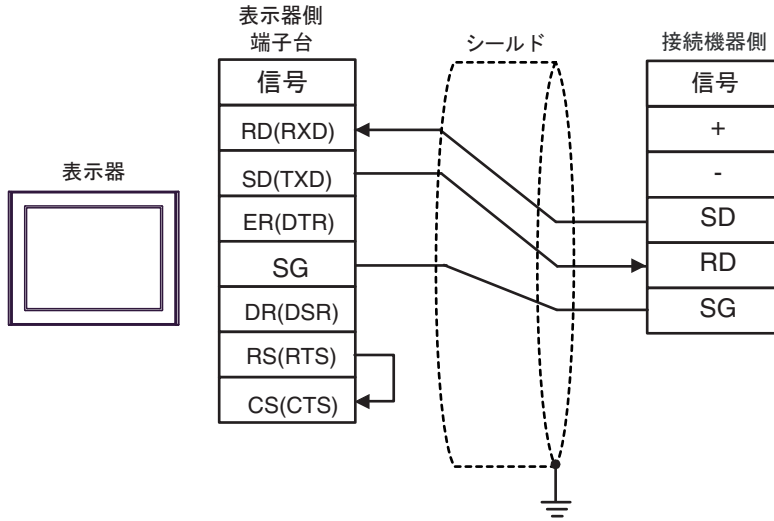 表示器側
端子台
シールド
接続機器側
信号
信号
RD(RXD)
+
表示器
SD(TXD)
-
ER(DTR)
SD
SG
RD
DR(DSR)
SG
RS(RTS)
CS(CTS)